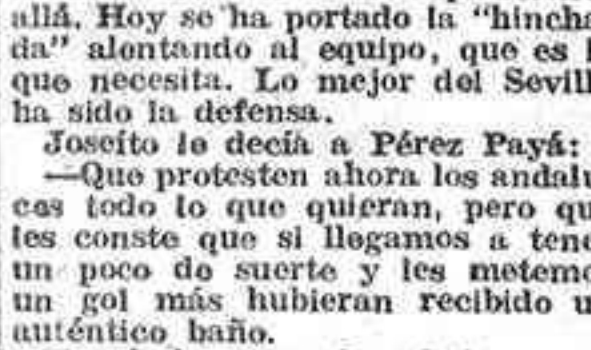 allá. Hoy se ha portado la "hincha
da" alentando al equipo, que es l
que necesita. Lo mejor del Sevill
ha sido la defensa.
Joseíto le decía a Pérez Payá:
—Que protesten ahora los andalu
ces todo lo que quieran, pero qu
les conste que si llegamos a tene
un poco de suerte y les metemo
un gol más hubieran recibido u
auténtico baño.